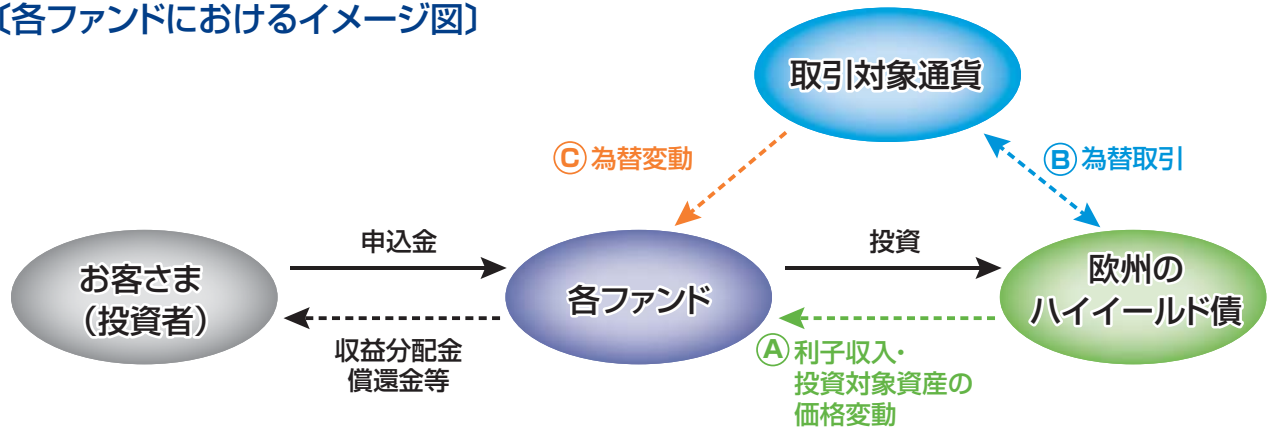 〔各ファンドにおけるイメージ図〕
取引対象通貨
Ⓒ為替変動
Ⓑ為替取引
申込金
投資
お客さま
(投資者)
各ファンド
欧州の
ハイイールド債
収益分配金
償還金等
Ⓐ利子収入・
投資対象資産の
価格変動